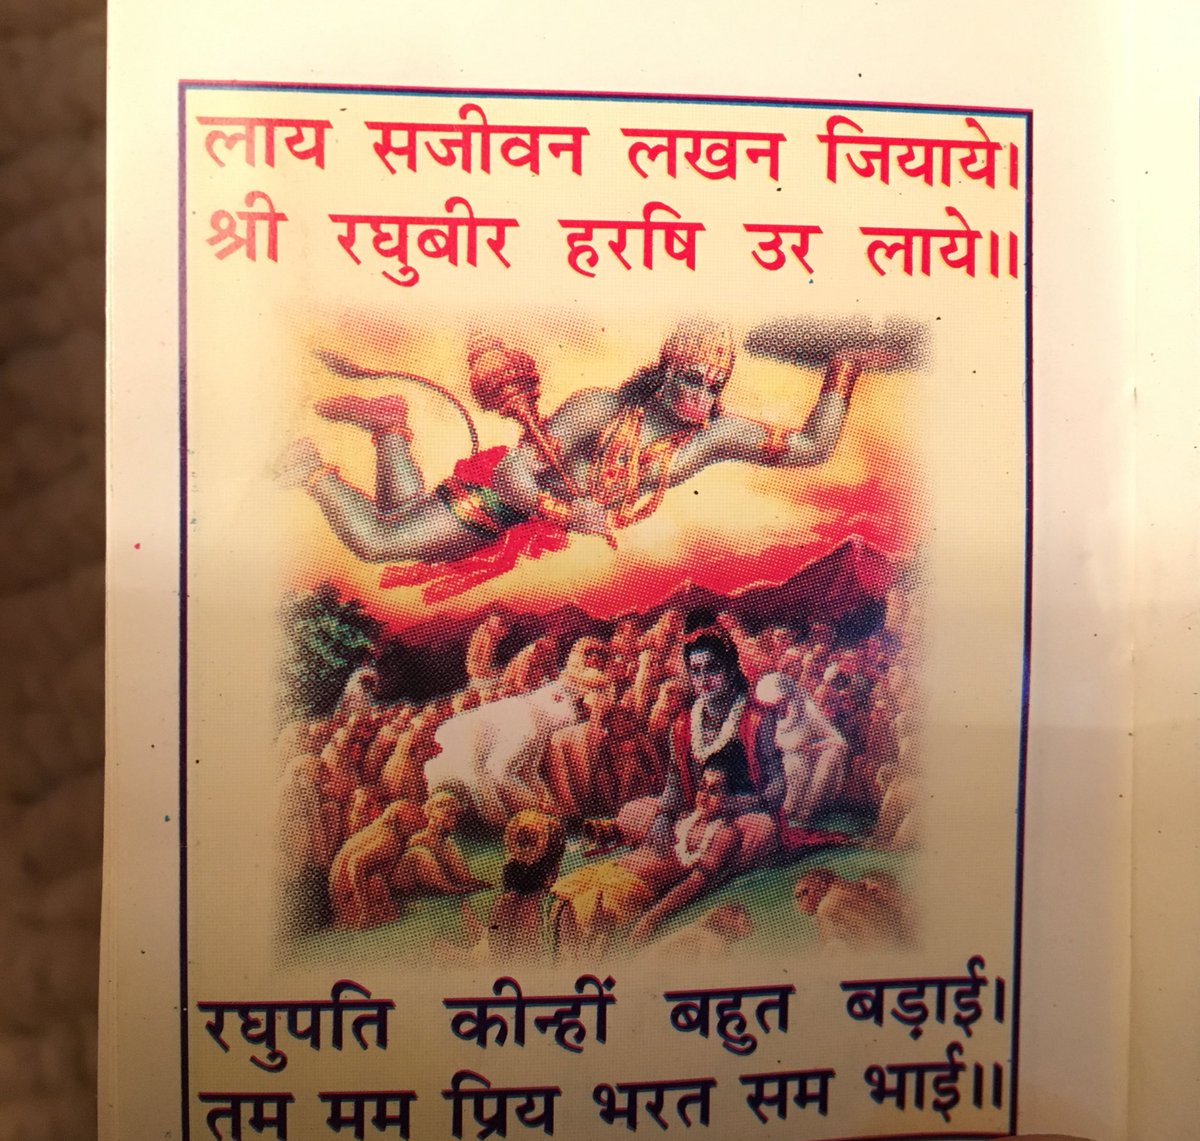 लाय सजीवन लखन जियाये।
श्री रघुबीर हरषि उर लाये॥
रघुपति कीन्हीं बहुत बड़ाई।
तम मम प्रिय भरत सम भाई॥